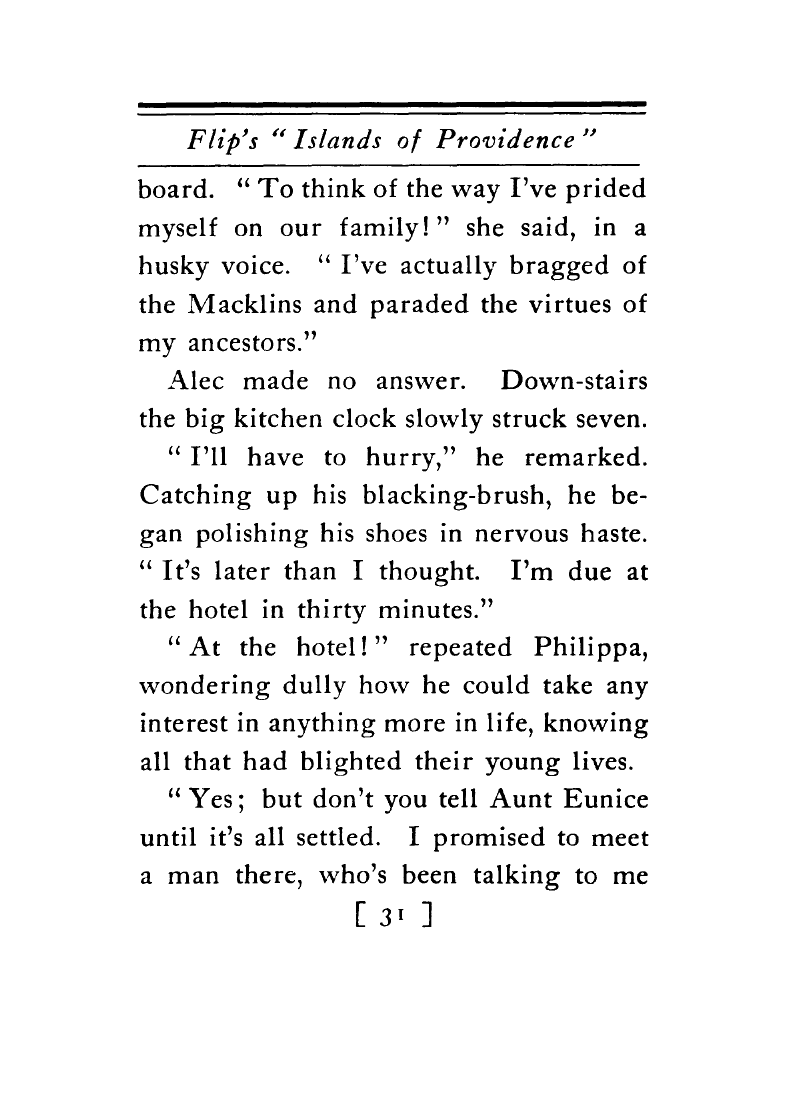 Flip's “ Islands of Providence ”
board. “ To think of the way I've prided
myself on our family! ” she said, in a
husky voice. “ I've actually bragged of
the Macklins and paraded the virtues of
my ancestors.”
Alec made no answer. Down-stairs
the big kitchen clock slowly struck seven.
“ I'll have to hurry,” he remarked.
Catching up his blacking-brush, he be-
gan polishing his shoes in nervous haste.
“ It's later than I thought. I'm due at
the hotel in thirty minutes.”
“ At the hotel! ” repeated Philippa,
wondering dully how he could take any
interest in anything more in life, knowing
all that had blighted their young lives.
“ Yes; but don't you tell Aunt Eunice
until it's all settled. I promised to meet
a man there, who's been talking to me
[ 31 ]